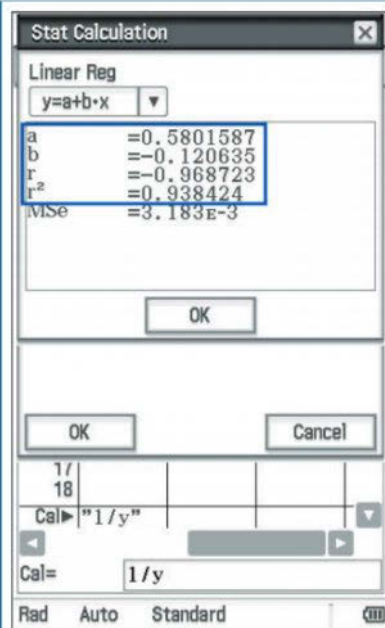 Stat Calculation
Linear Reg
y=a+b·x
a =0.5801587
b =-0.120635
r =-0.968723
r² =0.938424
MSe =3.183ᴇ-3
OK
OK Cancel
17
18
Cal▶ "1/y"
Cal= 1/y
Rad Auto Standard